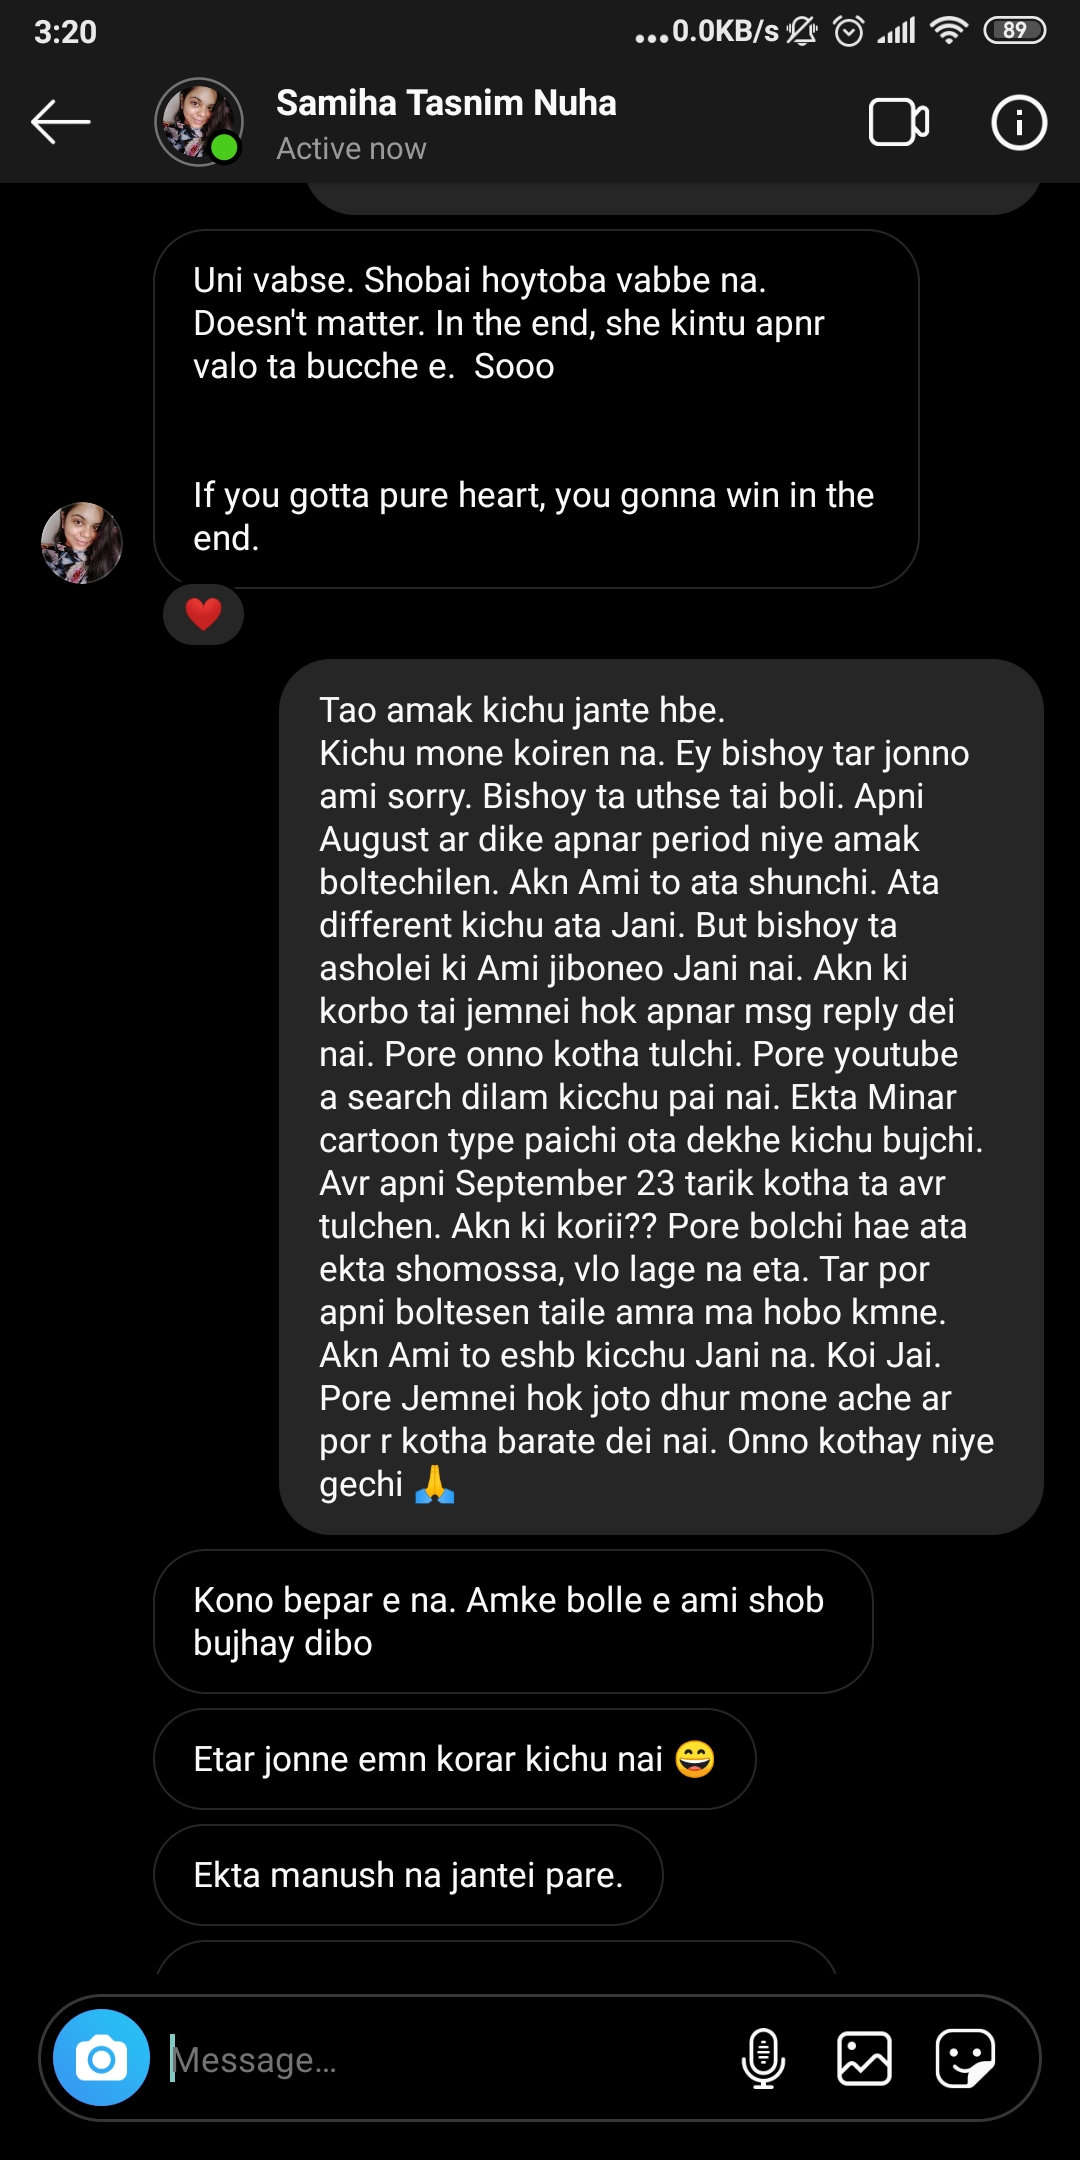 3:20
...0.0KB/s
89
Samiha Tasnim Nuha
Active now
Uni vabse. Shobai hoytoba vabbe na.
Doesn't matter. In the end, she kintu apnr
valo ta bucche e.  Sooo
If you gotta pure heart, you gonna win in the
end.
Tao amak kichu jante hbe.
Kichu mone koiren na. Ey bishoy tar jonno
ami sorry. Bishoy ta uthse tai boli. Apni
August ar dike apnar period niye amak
boltechilen. Akn Ami to ata shunchi. Ata
different kichu ata Jani. But bishoy ta
asholei ki Ami jiboneo Jani nai. Akn ki
korbo tai jemnei hok apnar msg reply dei
nai. Pore onno kotha tulchi. Pore youtube
a search dilam kicchu pai nai. Ekta Minar
cartoon type paichi ota dekhe kichu bujchi.
Avr apni September 23 tarik kotha ta avr
tulchen. Akn ki korii?? Pore bolchi hae ata
ekta shomossa, vlo lage na eta. Tar por
apni boltesen taile amra ma hobo kmne.
Akn Ami to eshb kicchu Jani na. Koi Jai.
Pore Jemnei hok joto dhur mone ache ar
por r kotha barate dei nai. Onno kothay niye
gechi 🙏
Kono bepar e na. Amke bolle e ami shob
bujhay dibo
Etar jonne emn korar kichu nai 😄
Ekta manush na jantei pare.
Message…